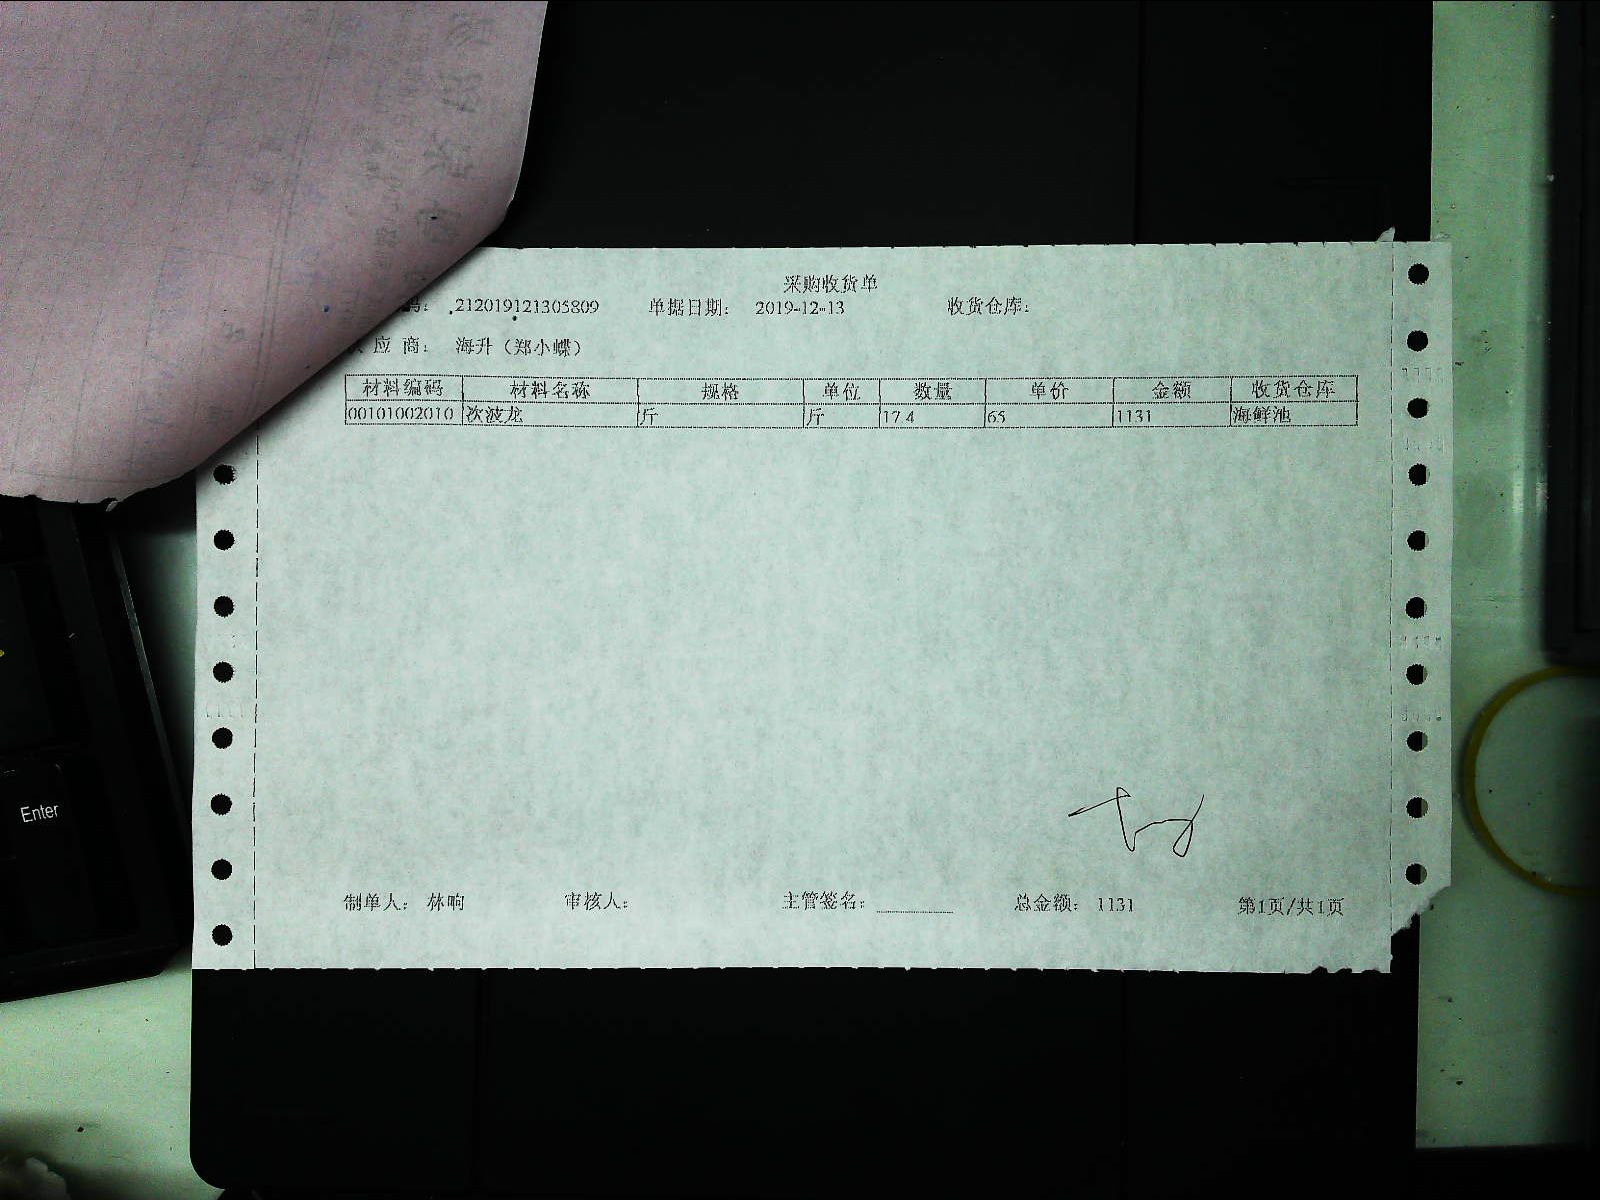 采购收货单
码： 212019121305809 单据日期： 2019-12-13 收货仓库：
应 商： 海升（郑小蝶）
材料编码 材料名称 规格 单位 数量 单价 金额 收货仓库
00101002010 次波龙 斤 斤 17.4 65 1131 海鲜池
制单人： 林响 审核人： 主管签名： 总金额： 1131 第1页/共1页
Enter